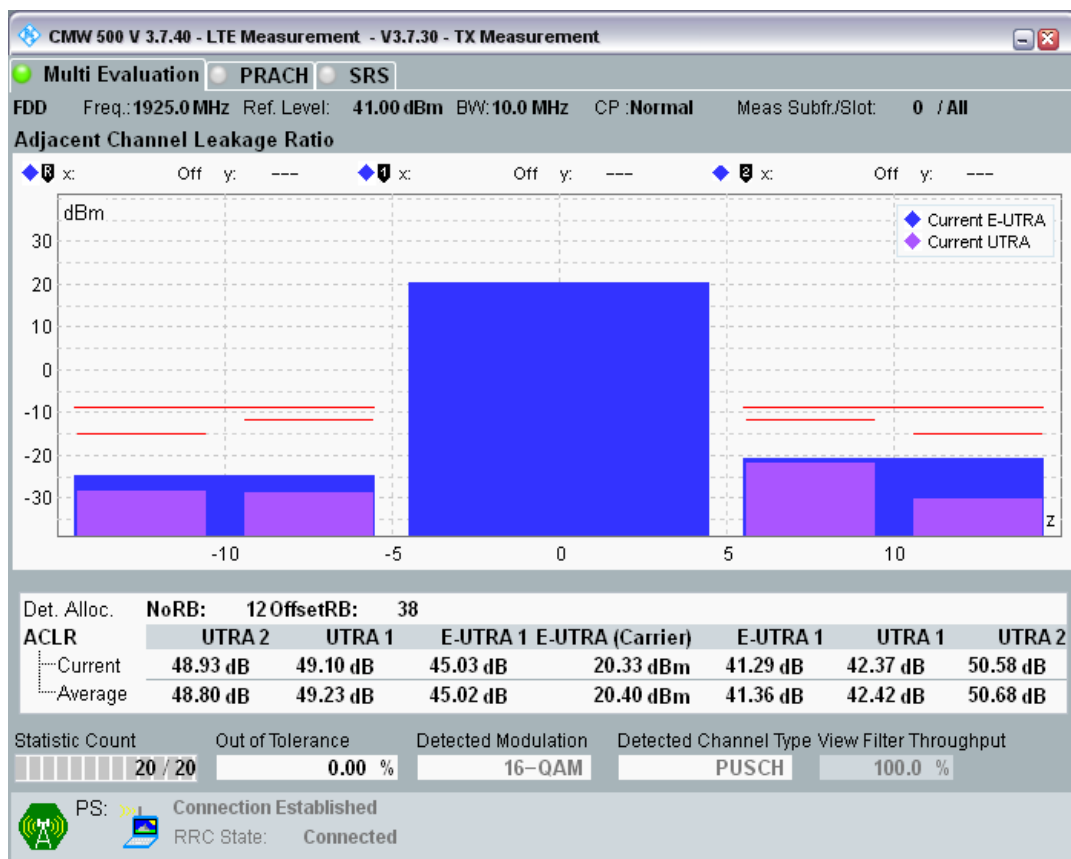 CMW 500 V 3.7.40 - LTE Measurement - V3.7.30 - TX Measurement
Multi Evaluation PRACH SRS
FDD Freq.: 1925.0 MHz Ref. Level: 41.00 dBm BW: 10.0 MHz CP :Normal Meas Subfr./Slot: 0 / All
Adjacent Channel Leakage Ratio
R x: Off y: --- 1 x: Off y: --- 2 x: Off y: ---
dBm
Current E-UTRA
Current UTRA
30
20
10
0
-10
-20
-30
z
-10 -5 0 5 10
Det. Alloc. NoRB: 12 OffsetRB: 38
ACLR UTRA 2 UTRA 1 E-UTRA 1 E-UTRA (Carrier) E-UTRA 1 UTRA 1 UTRA 2
Current 48.93 dB 49.10 dB 45.03 dB 20.33 dBm 41.29 dB 42.37 dB 50.58 dB
Average 48.80 dB 49.23 dB 45.02 dB 20.40 dBm 41.36 dB 42.42 dB 50.68 dB
Statistic Count Out of Tolerance Detected Modulation Detected Channel Type View Filter Throughput
20 / 20 0.00 % 16-QAM PUSCH 100.0 %
PS: Connection Established
RRC State: Connected